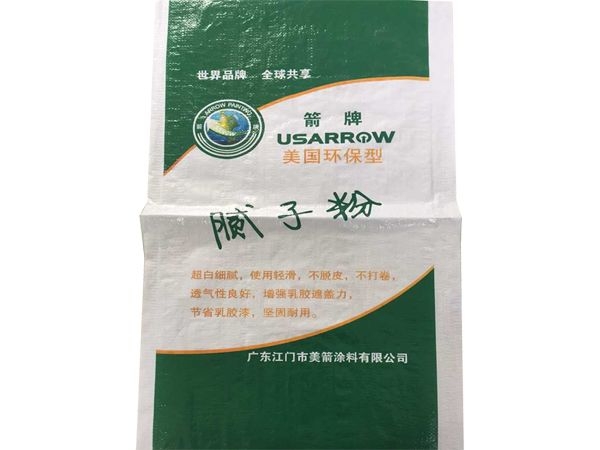 世界品牌 全球共享
ARROW PAINTING
箭牌
USARROW
美国环保型
腻子粉
超白细腻，使用轻滑，不脱皮，不打卷，
透气性良好，增强乳胶遮盖力，
节省乳胶漆，坚固耐用。
广东江门市美箭涂料有限公司